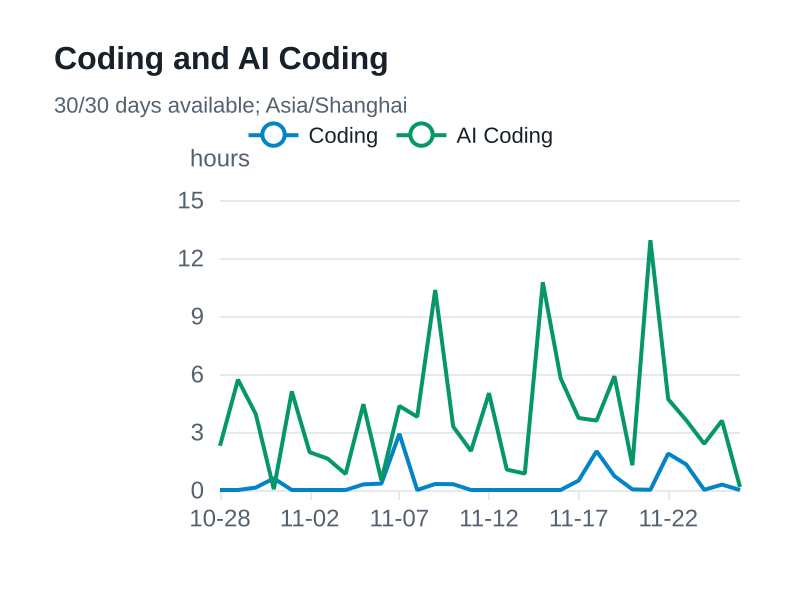 Coding and AI Coding
30/30 days available; Asia/Shanghai
Coding AI Coding
hours
15
12
9
6
3
0
10-28 11-02 11-07 11-12 11-17 11-22